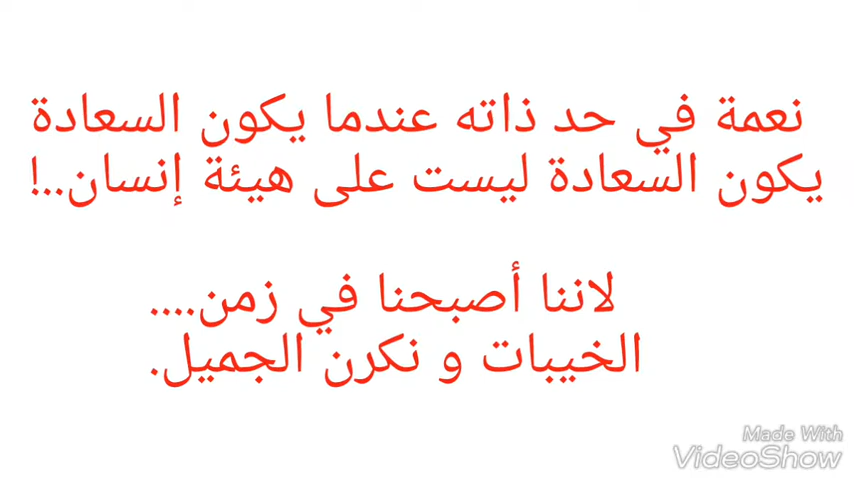 نعمة في حد ذاته عندما يكون السعادة
يكون السعادة ليست على هيئة إنسان..!
لاننا أصبحنا في زمن....
الخيبات و نكرن الجميل.
Made With
VideoShow